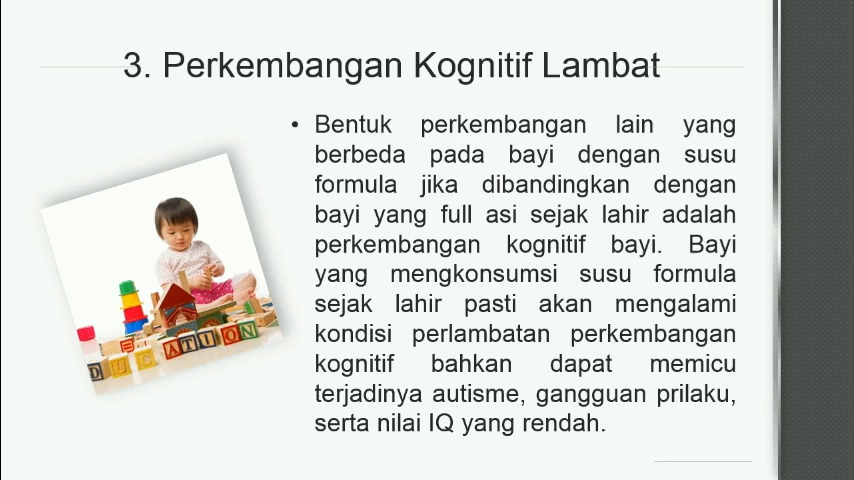 3. Perkembangan Kognitif Lambat
• Bentuk perkembangan lain yang
berbeda pada bayi dengan susu
formula jika dibandingkan dengan
bayi yang full asi sejak lahir adalah
perkembangan kognitif bayi. Bayi
yang mengkonsumsi susu formula
sejak lahir pasti akan mengalami
kondisi perlambatan perkembangan
kognitif bahkan dapat memicu
terjadinya autisme, gangguan prilaku,
serta nilai IQ yang rendah.
EDUCATION